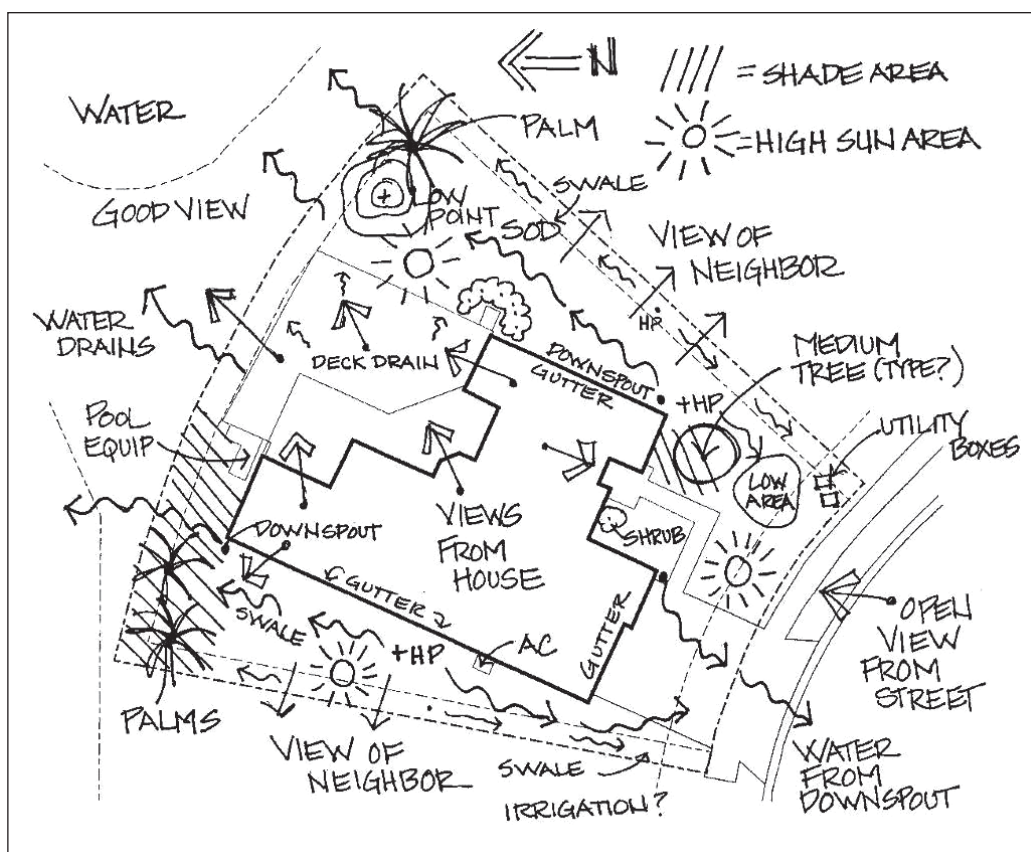 N
= SHADE AREA
= HIGH SUN AREA
WATER
PALM
GOOD VIEW
LOW
POINT
SOD
SWALE
VIEW OF
NEIGHBOR
HP
WATER
DRAINS
DECK DRAIN
DOWNSPOUT
GUTTER
+HP
MEDIUM
TREE (TYPE?)
POOL
EQUIP
UTILITY
BOXES
LOW
AREA
DOWNSPOUT
VIEWS
FROM
HOUSE
SHRUB
GUTTER
SWALE
GUTTER
OPEN
VIEW
FROM
STREET
+HP
AC
PALMS
VIEW OF
NEIGHBOR
SWALE
IRRIGATION?
WATER
FROM
DOWNSPOUT